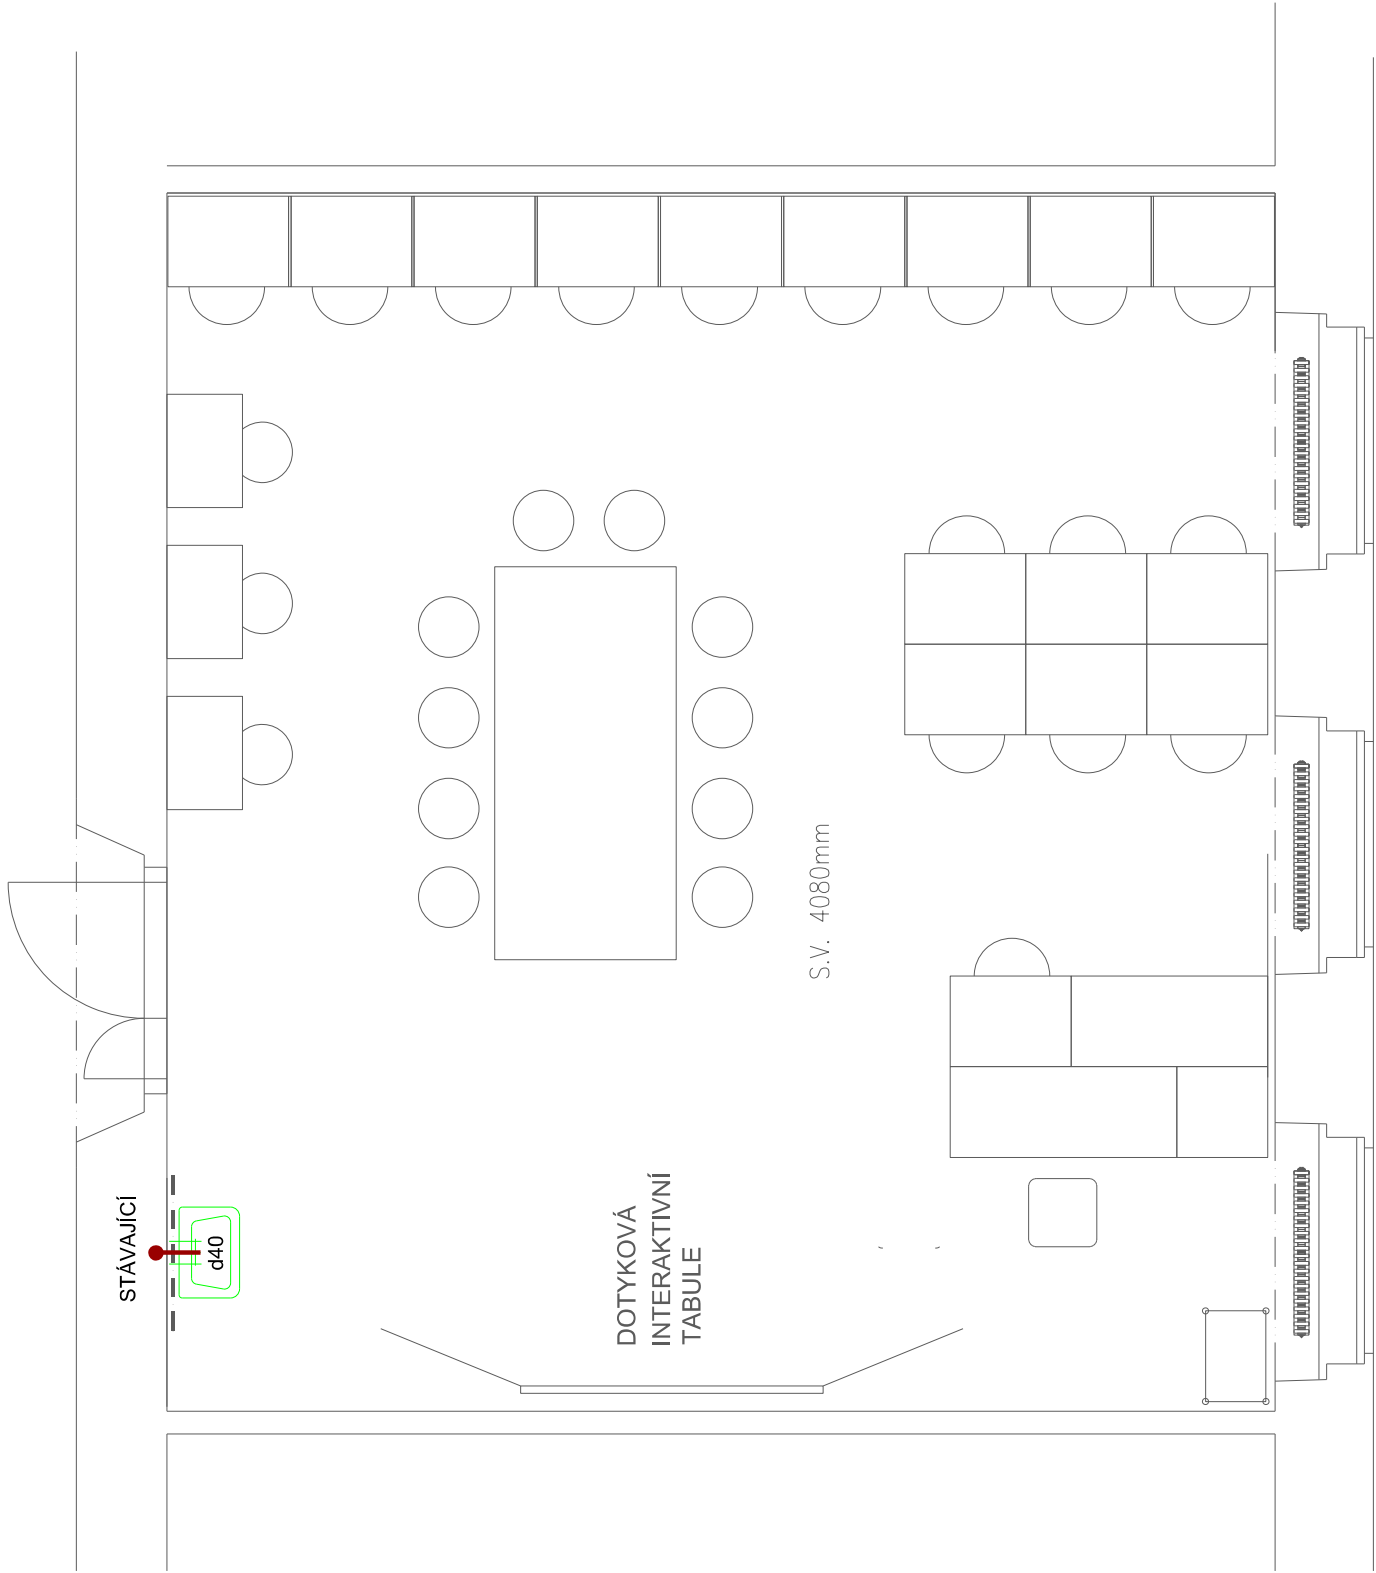 S.V. 4080mm
STÁVAJÍCÍ
d40
DOTYKOVÁ
INTERAKTIVNÍ
TABULE